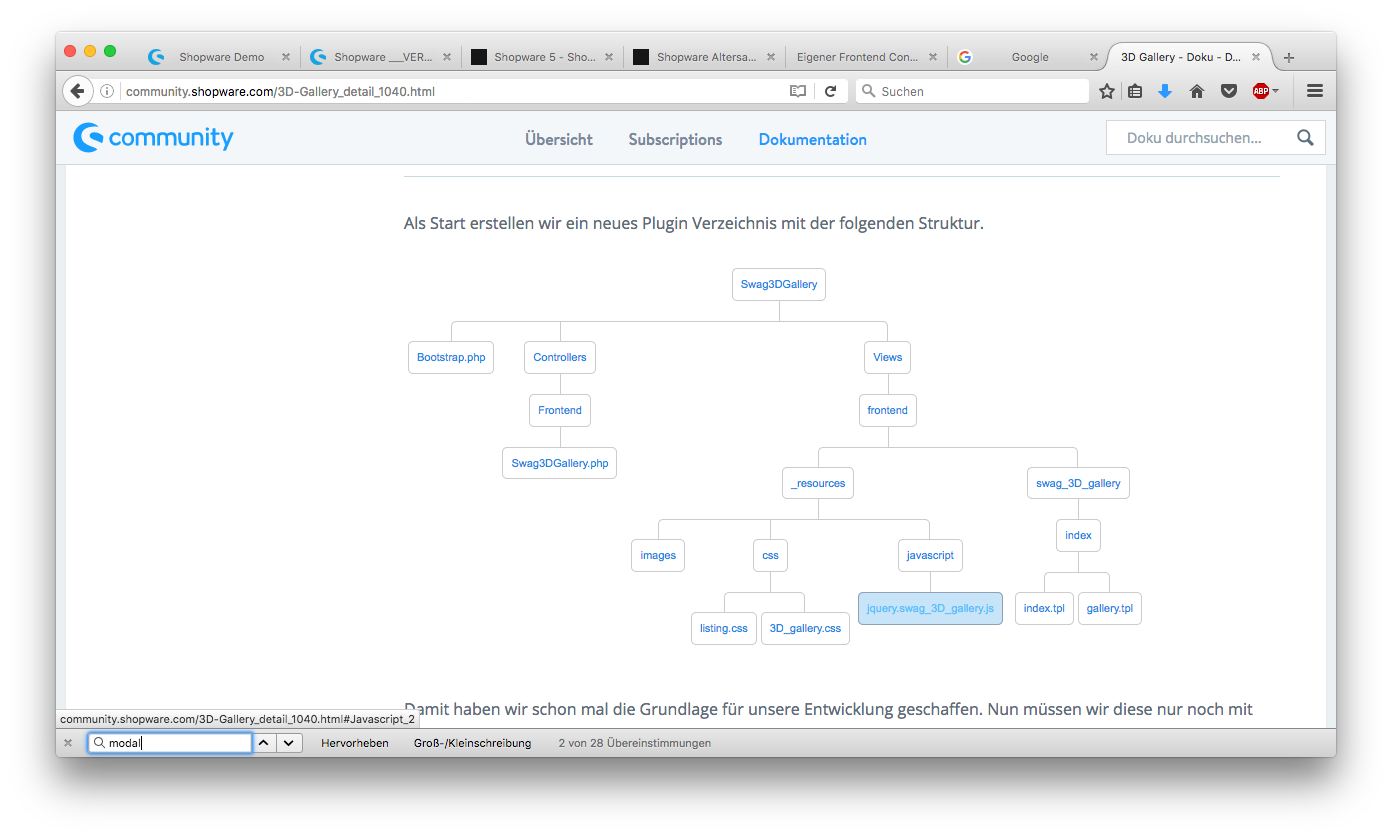 Shopware Demo
Shopware ___VER...
Shopware 5 - Sho...
Shopware Altersa...
Eigener Frontend Con...
Google
3D Gallery - Doku - D...
community.shopware.com/3D-Gallery_detail_1040.html
Suchen
ABP
community
Übersicht
Subscriptions
Dokumentation
Doku durchsuchen...
Als Start erstellen wir ein neues Plugin Verzeichnis mit der folgenden Struktur.
Swag3DGallery
Bootstrap.php
Controllers
Views
Frontend
frontend
Swag3DGallery.php
_resources
swag_3D_gallery
index
images
css
javascript
jquery.swag_3D_gallery.js
index.tpl
gallery.tpl
listing.css
3D_gallery.css
Damit haben wir schon mal die Grundlage für unsere Entwicklung geschaffen. Nun müssen wir diese nur noch mit
community.shopware.com/3D-Gallery_detail_1040.html#Javascript_2
modal
Hervorheben
Groß-/Kleinschreibung
2 von 28 Übereinstimmungen